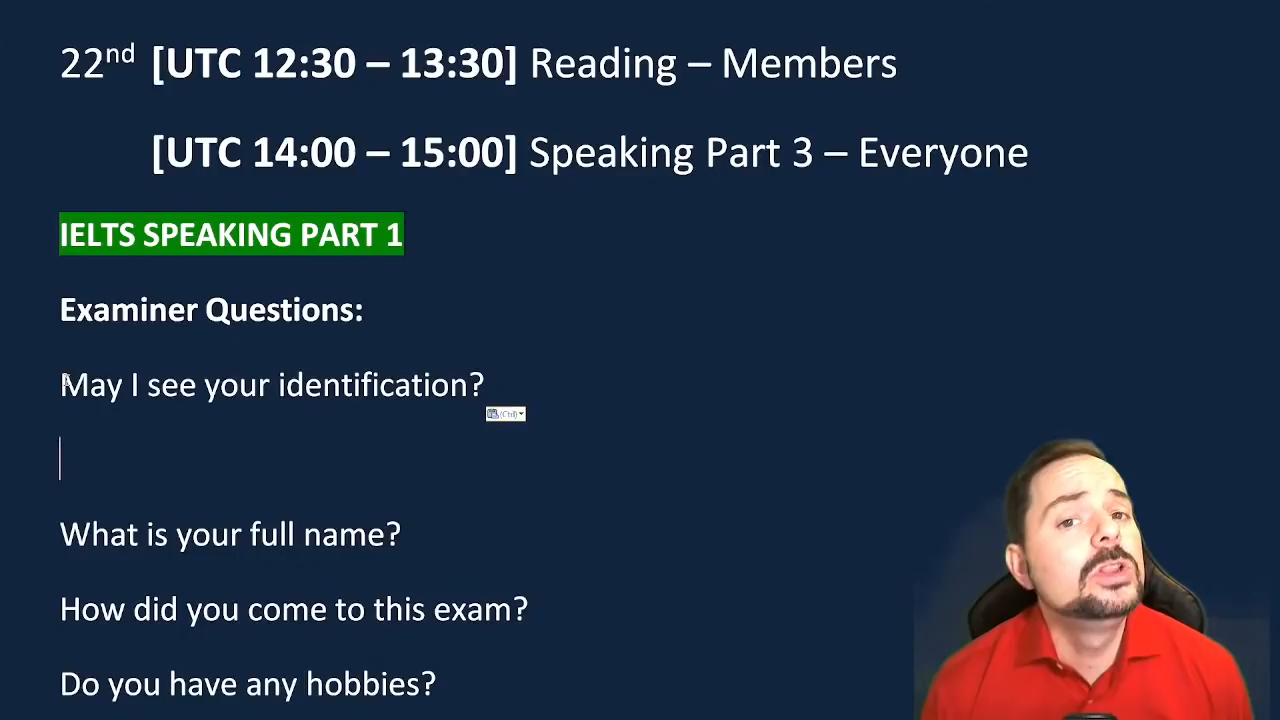 22nd [UTC 12:30 – 13:30] Reading – Members
[UTC 14:00 – 15:00] Speaking Part 3 – Everyone
IELTS SPEAKING PART 1
Examiner Questions:
May I see your identification?
(Ctrl)
What is your full name?
How did you come to this exam?
Do you have any hobbies?